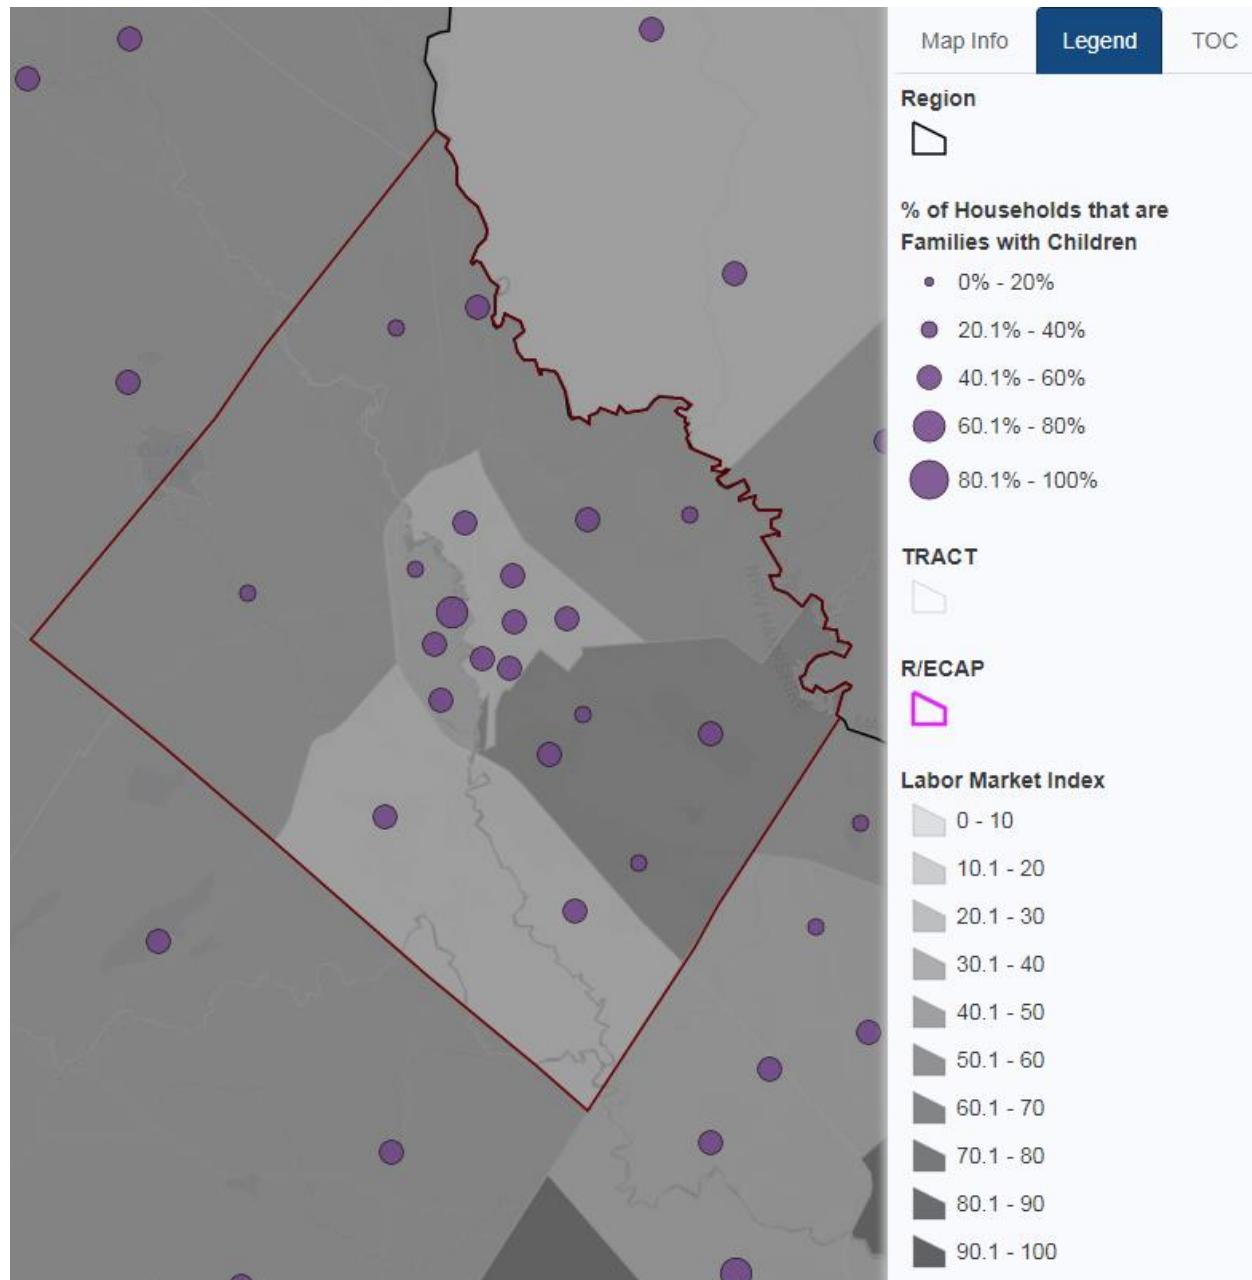 Map Info Legend TOC
Region
% of Households that are
Families with Children
0% - 20%
20.1% - 40%
40.1% - 60%
60.1% - 80%
80.1% - 100%
TRACT
R/ECAP
Labor Market Index
0 - 10
10.1 - 20
20.1 - 30
30.1 - 40
40.1 - 50
50.1 - 60
60.1 - 70
70.1 - 80
80.1 - 90
90.1 - 100